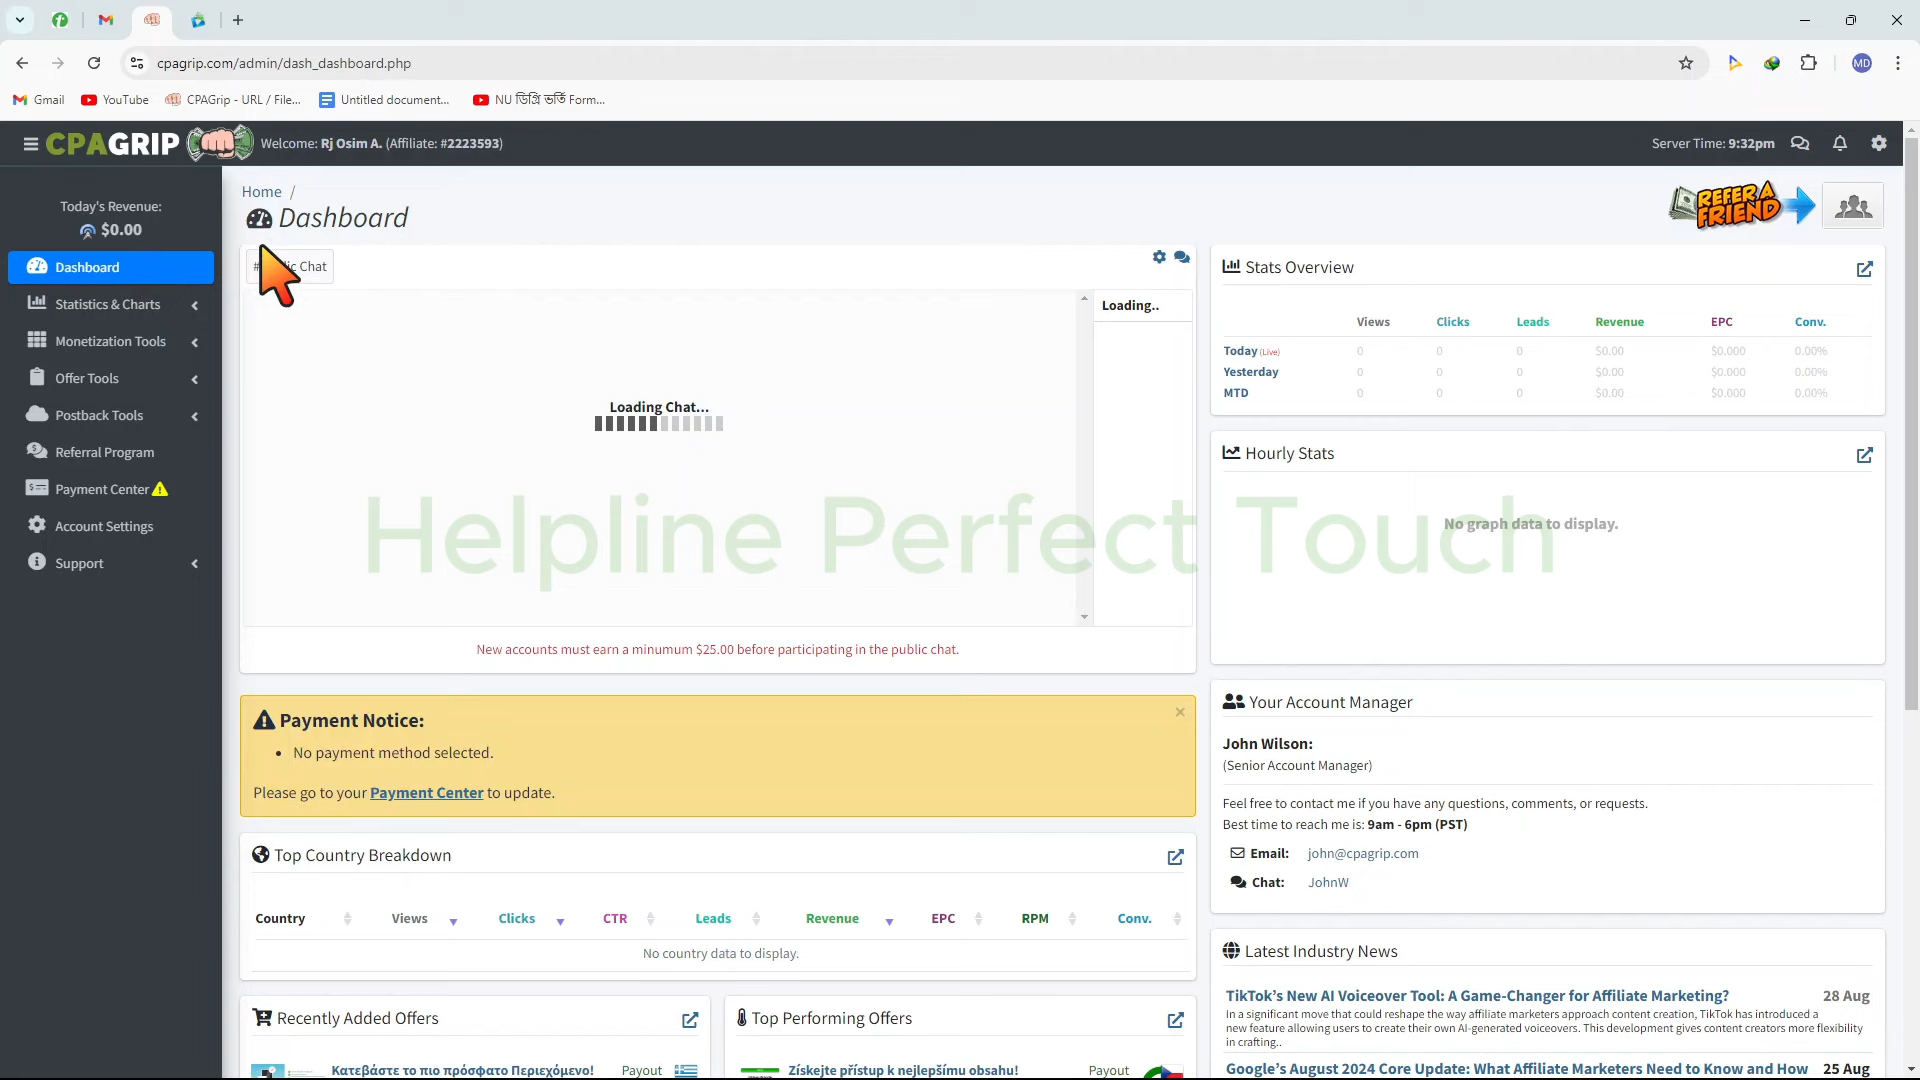 cpagrip.com/admin/dash_dashboard.php
MD
Gmail
YouTube
CPAGrip - URL / File...
Untitled document...
NU ডিগ্রি ভর্তি Form...
CPAGRIP
Welcome: Rj Osim A. (Affiliate: #2223593)
Server Time: 9:32pm
Today's Revenue:
$0.00
Dashboard
Statistics & Charts
Monetization Tools
Offer Tools
Postback Tools
Referral Program
Payment Center
Account Settings
Support
Home /
Dashboard
REFER A
FRIEND
Chat
Loading..
Loading Chat...
New accounts must earn a minumum $25.00 before participating in the public chat.
Helpline Perfect Touch
Payment Notice:
• No payment method selected.
Please go to your Payment Center to update.
Top Country Breakdown
Country Views Clicks CTR Leads Revenue EPC RPM Conv.
No country data to display.
Recently Added Offers
Κατεβάστε το πιο πρόσφατο Περιεχόμενο! Payout
Top Performing Offers
Získejte přístup k nejlepšímu obsahu! Payout
Stats Overview
Views Clicks Leads Revenue EPC Conv.
Today (Live) 0 0 0 $0.00 $0.000 0.00%
Yesterday 0 0 0 $0.00 $0.000 0.00%
MTD 0 0 0 $0.00 $0.000 0.00%
Hourly Stats
No graph data to display.
Your Account Manager
John Wilson:
(Senior Account Manager)
Feel free to contact me if you have any questions, comments, or requests.
Best time to reach me is: 9am - 6pm (PST)
Email: john@cpagrip.com
Chat: JohnW
Latest Industry News
TikTok's New AI Voiceover Tool: A Game-Changer for Affiliate Marketing? 28 Aug
In a significant move that could reshape the way affiliate marketers approach content creation, TikTok has introduced a
new feature allowing users to create their own AI-generated voiceovers. This development gives content creators more flexibility
in crafting..
Google's August 2024 Core Update: What Affiliate Marketers Need to Know and How 25 Aug